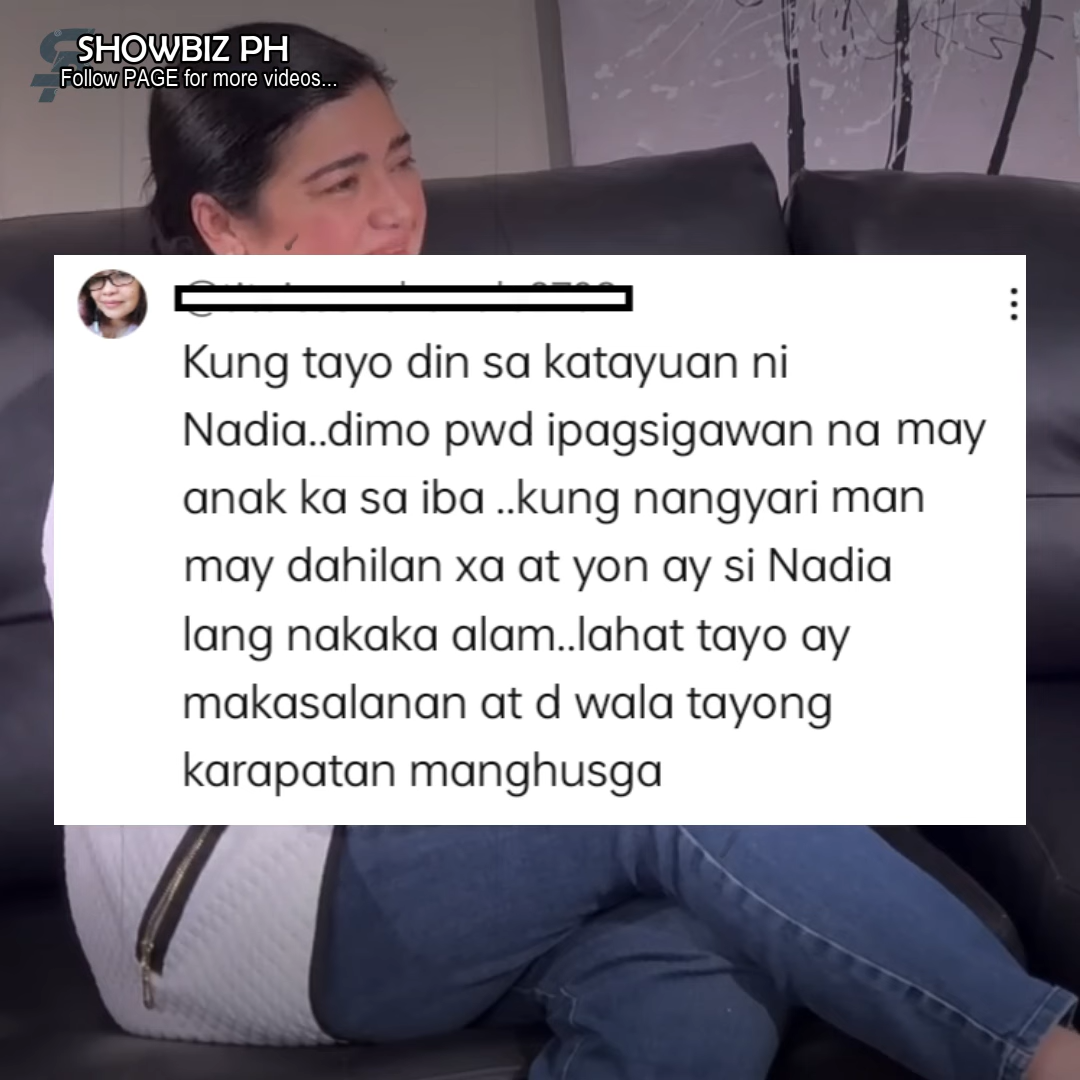 SHOWBIZ PH
Follow PAGE for more videos...
Kung tayo din sa katayuan ni
Nadia..dimo pwd ipagsigawan na may
anak ka sa iba ..kung nangyari man
may dahilan xa at yon ay si Nadia
lang nakaka alam..lahat tayo ay
makasalanan at d wala tayong
karapatan manghusga